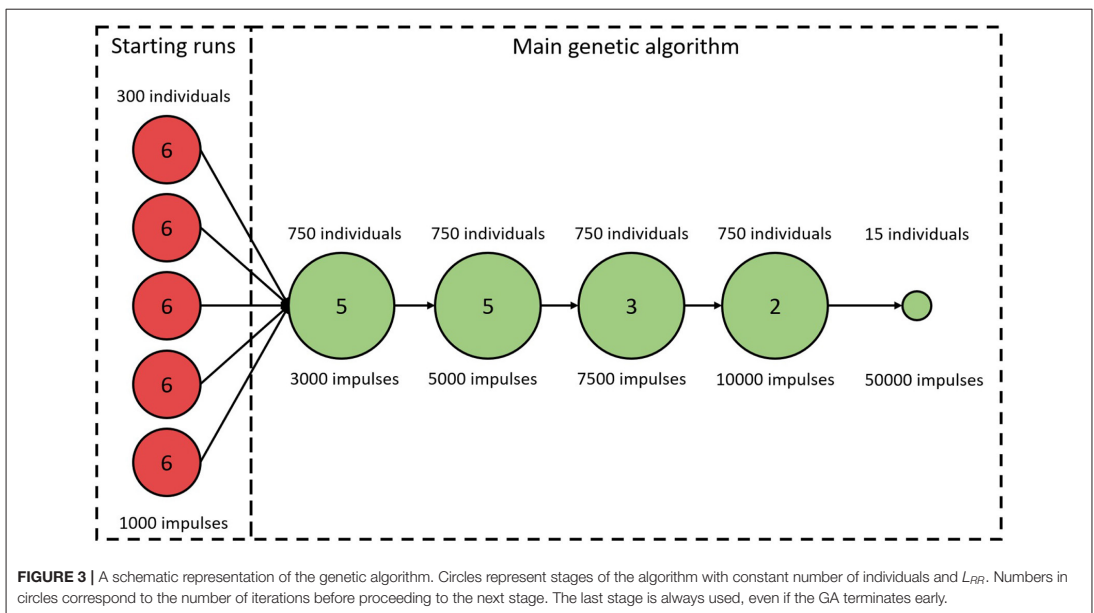 Starting runs
Main genetic algorithm
300 individuals
6
6
6
6
6
1000 impulses
750 individuals
750 individuals
750 individuals
750 individuals
15 individuals
5
5
3
2
3000 impulses
5000 impulses
7500 impulses
10000 impulses
50000 impulses
FIGURE 3 | A schematic representation of the genetic algorithm. Circles represent stages of the algorithm with constant number of individuals and L_RR. Numbers in
circles correspond to the number of iterations before proceeding to the next stage. The last stage is always used, even if the GA terminates early.